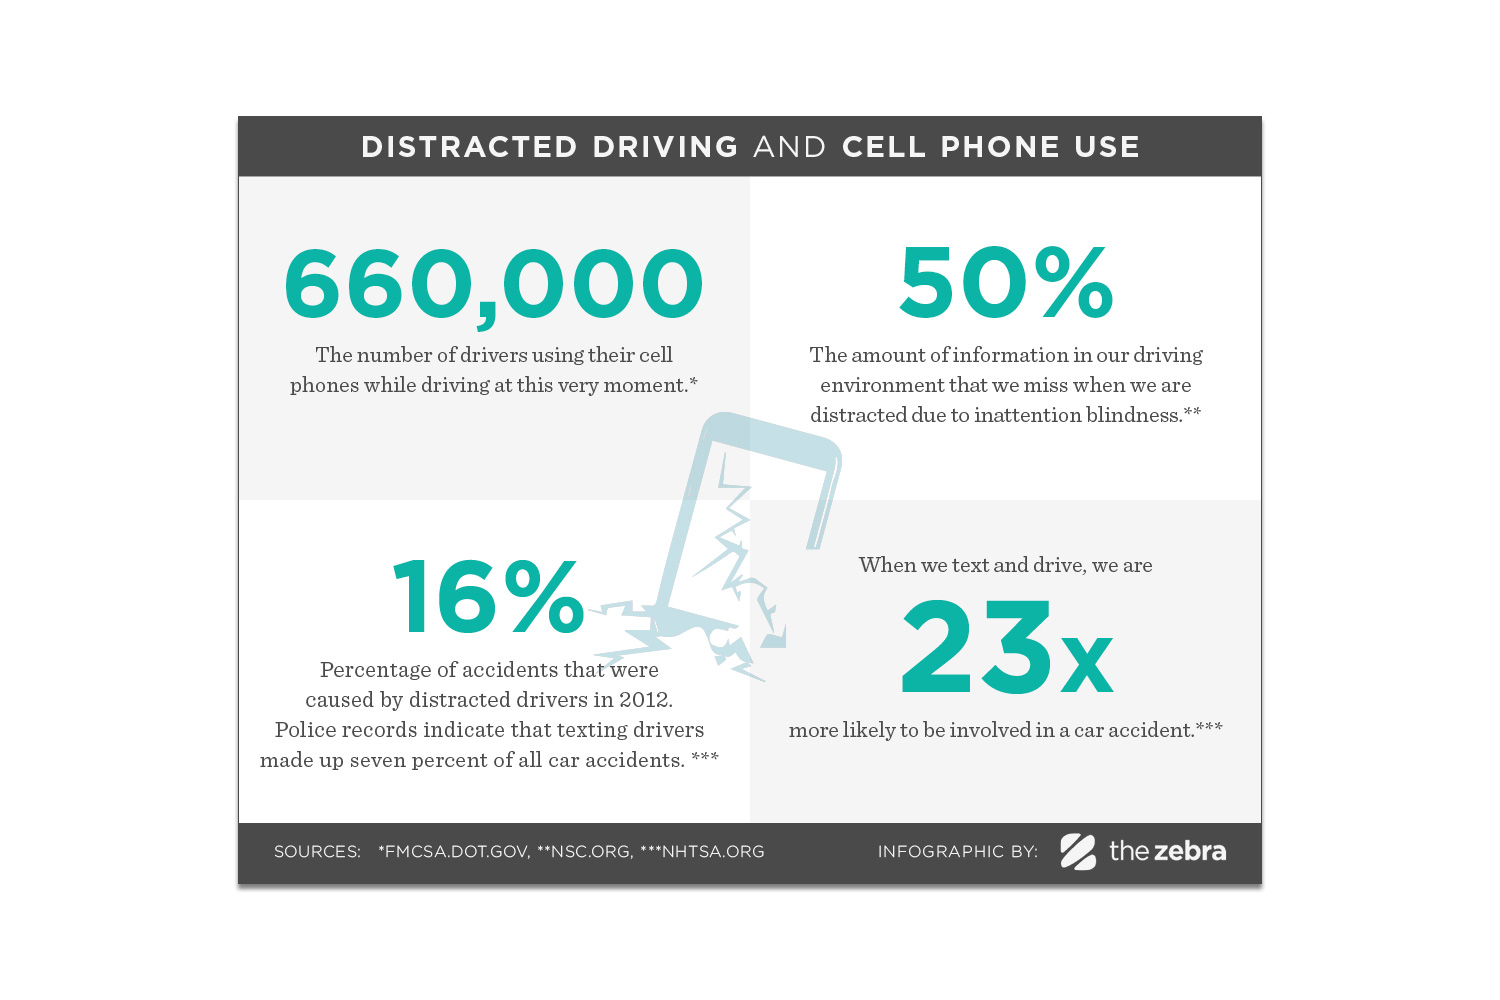 DISTRACTED DRIVING AND CELL PHONE USE
660,000
The number of drivers using their cell
phones while driving at this very moment.*
50%
The amount of information in our driving
environment that we miss when we are
distracted due to inattention blindness.**
16%
Percentage of accidents that were
caused by distracted drivers in 2012.
Police records indicate that texting drivers
made up seven percent of all car accidents. ***
When we text and drive, we are
23x
more likely to be involved in a car accident.***
SOURCES: *FMCSA.DOT.GOV, **NSC.ORG, ***NHTSA.ORG
INFOGRAPHIC BY: the zebra